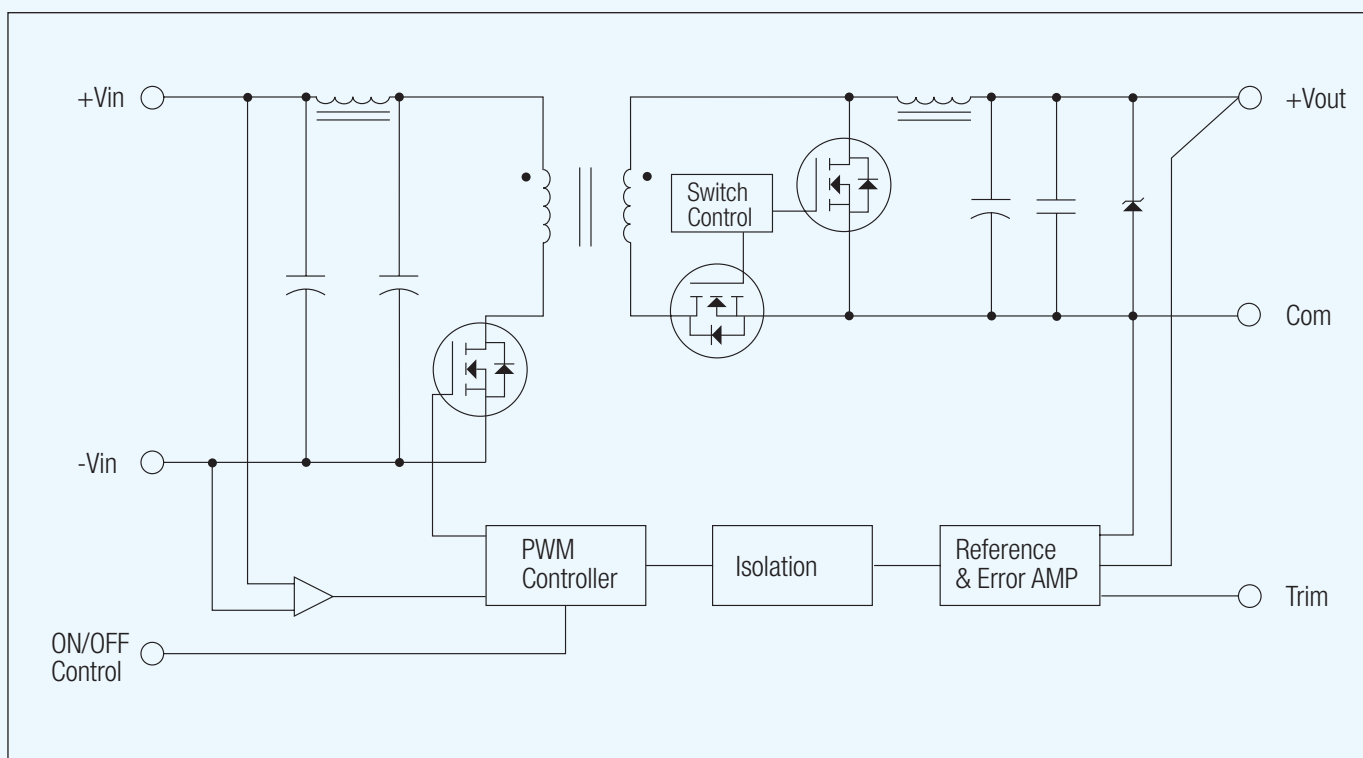 +Vin
+Vout
Switch
Control
Com
-Vin
PWM
Controller
Isolation
Reference
& Error AMP
Trim
ON/OFF
Control